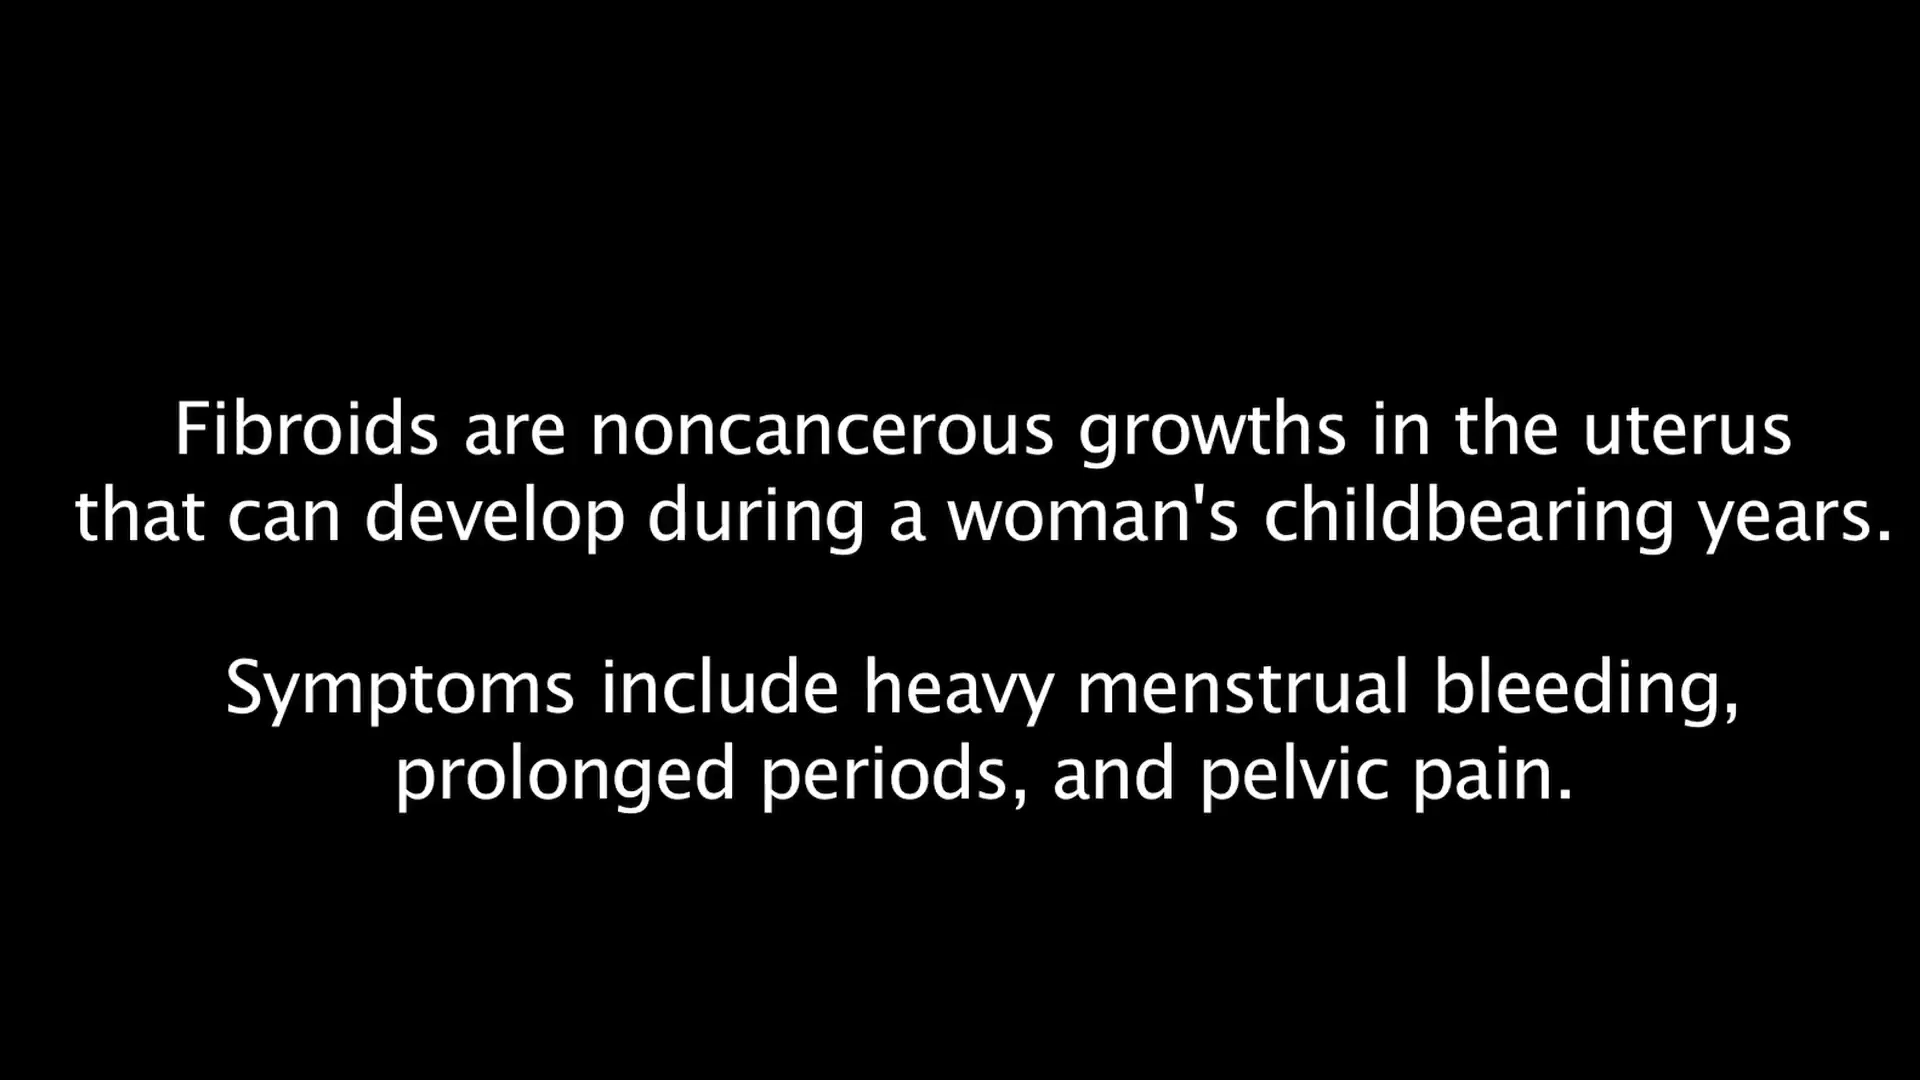 Fibroids are noncancerous growths in the uterus
that can develop during a woman's childbearing years.
Symptoms include heavy menstrual bleeding,
prolonged periods, and pelvic pain.